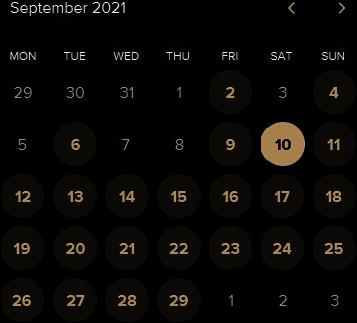 September 2021
MON TUE WED THU FRI SAT SUN
29 30 31 1 2 3 4
5 6 7 8 9 10 11
12 13 14 15 16 17 18
19 20 21 22 23 24 25
26 27 28 29 1 2 3